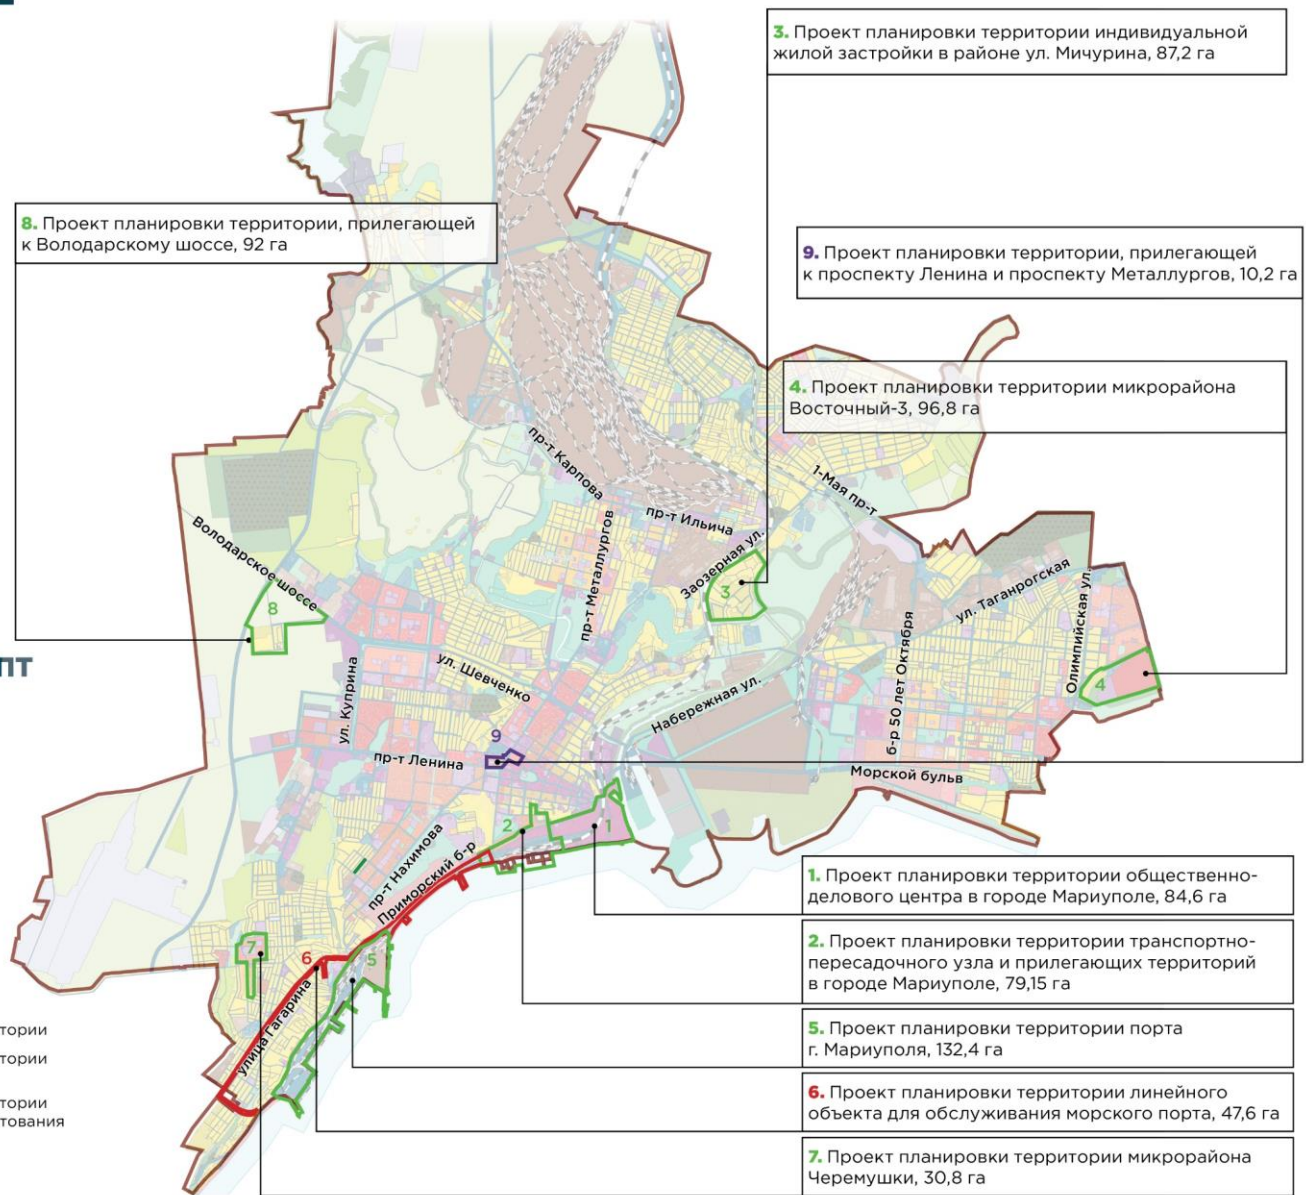 3. Проект планировки территории индивидуальной
жилой застройки в районе ул. Мичурина, 87,2 га
8. Проект планировки территории, прилегающей
к Володарскому шоссе, 92 га
9. Проект планировки территории, прилегающей
к проспекту Ленина и проспекту Металлургов, 10,2 га
4. Проект планировки территории микрорайона
Восточный-3, 96,8 га
пр-т Карпова
1-Мая пр-т
пр-т Ильича
пр-т Металлургов
Заозерная ул.
3
Володарское шоссе
8
ул. Таганрогская
Олимпийская ул.
б-р 50 лет Октября
4
пт
ул. Шевченко
ул. Куприна
Набережная ул.
9
пр-т Ленина
Морской бульв
2
1
пр-т Нахимова
Приморский б-р
1. Проект планировки территории общественно-
делового центра в городе Мариуполе, 84,6 га
2. Проект планировки территории транспортно-
пересадочного узла и прилегающих территорий
в городе Мариуполе, 79,15 га
7
6
5
улица Гагарина
5. Проект планировки территории порта
г. Мариуполя, 132,4 га
6. Проект планировки территории линейного
объекта для обслуживания морского порта, 47,6 га
7. Проект планировки территории микрорайона
Черемушки, 30,8 га
тории
тории
тории
тования